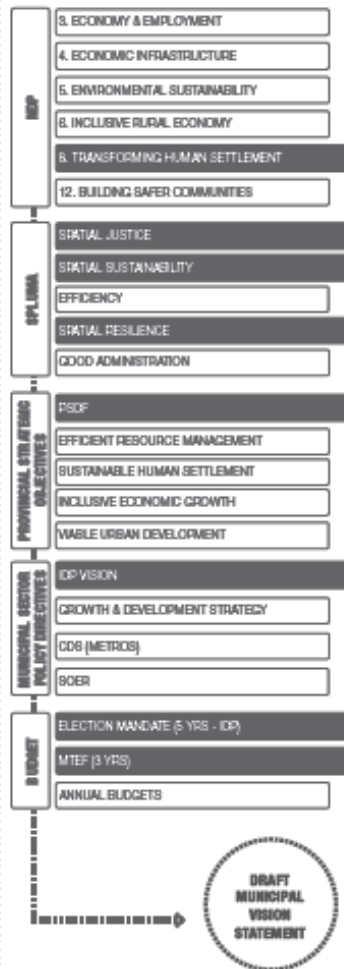 NDP
3. ECONOMY & EMPLOYMENT
4. ECONOMIC INFRASTRUCTURE
5. ENVIRONMENTAL SUSTAINABILITY
6. INCLUSIVE RURAL ECONOMY
8. TRANSFORMING HUMAN SETTLEMENT
12. BUILDING SAFER COMMUNITIES
SPLUMA
SPATIAL JUSTICE
SPATIAL SUSTAINABILITY
EFFICIENCY
SPATIAL RESILIENCE
GOOD ADMINISTRATION
PROVINCIAL STRATEGIC
OBJECTIVES
PSDF
EFFICIENT RESOURCE MANAGEMENT
SUSTAINABLE HUMAN SETTLEMENT
INCLUSIVE ECONOMIC GROWTH
VIABLE URBAN DEVELOPMENT
MUNICIPAL SECTOR
POLICY DIRECTIVES
IDP VISION
GROWTH & DEVELOPMENT STRATEGY
CDS (METROS)
SOER
BUDGET
ELECTION MANDATE (5 YRS - IDP)
MTEF (3 YRS)
ANNUAL BUDGETS
DRAFT
MUNICIPAL
VISION
STATEMENT